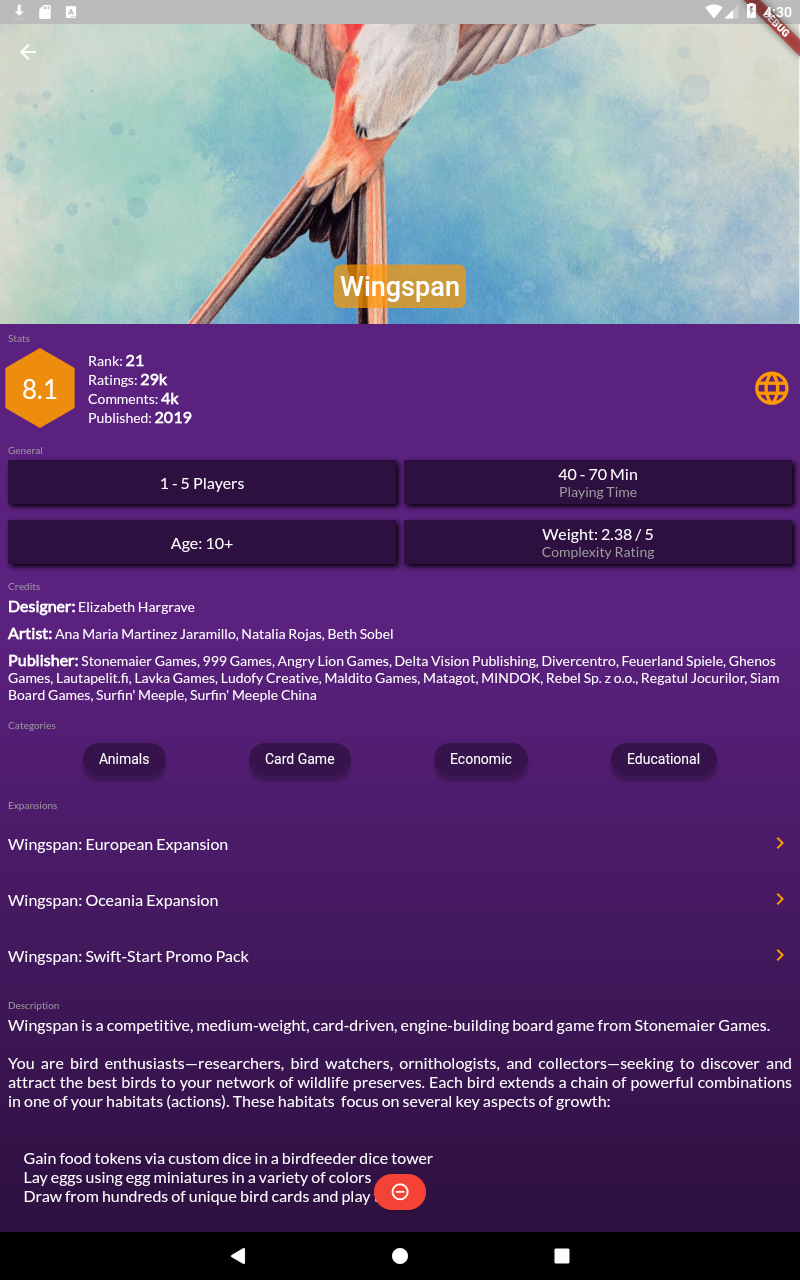 4:30
DEBUG
Wingspan
Stats
8.1
Rank: 21
Ratings: 29k
Comments: 4k
Published: 2019
General
1 - 5 Players
40 - 70 Min
Playing Time
Age: 10+
Weight: 2.38 / 5
Complexity Rating
Credits
Designer: Elizabeth Hargrave
Artist: Ana Maria Martinez Jaramillo, Natalia Rojas, Beth Sobel
Publisher: Stonemaier Games, 999 Games, Angry Lion Games, Delta Vision Publishing, Divercentro, Feuerland Spiele, Ghenos
Games, Lautapelit.fi, Lavka Games, Ludofy Creative, Maldito Games, Matagot, MINDOK, Rebel Sp. z o.o., Regatul Jocurilor, Siam
Board Games, Surfin' Meeple, Surfin' Meeple China
Categories
Animals
Card Game
Economic
Educational
Expansions
Wingspan: European Expansion
Wingspan: Oceania Expansion
Wingspan: Swift-Start Promo Pack
Description
Wingspan is a competitive, medium-weight, card-driven, engine-building board game from Stonemaier Games.
You are bird enthusiasts—researchers, bird watchers, ornithologists, and collectors—seeking to discover and
attract the best birds to your network of wildlife preserves. Each bird extends a chain of powerful combinations
in one of your habitats (actions). These habitats  focus on several key aspects of growth:
Gain food tokens via custom dice in a birdfeeder dice tower
Lay eggs using egg miniatures in a variety of colors
Draw from hundreds of unique bird cards and play